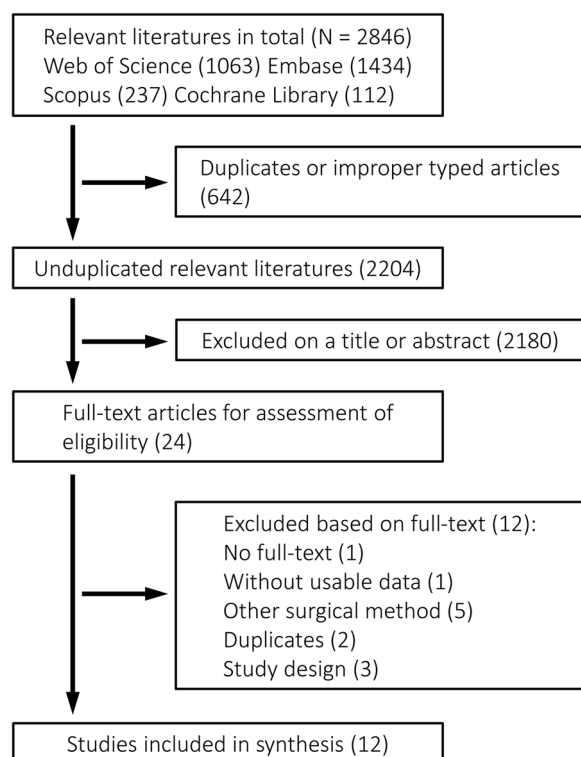 Relevant literatures in total (N = 2846)
Web of Science (1063) Embase (1434)
Scopus (237) Cochrane Library (112)
Duplicates or improper typed articles
(642)
Unduplicated relevant literatures (2204)
Excluded on a title or abstract (2180)
Full-text articles for assessment of
eligibility (24)
Excluded based on full-text (12):
No full-text (1)
Without usable data (1)
Other surgical method (5)
Duplicates (2)
Study design (3)
Studies included in synthesis (12)